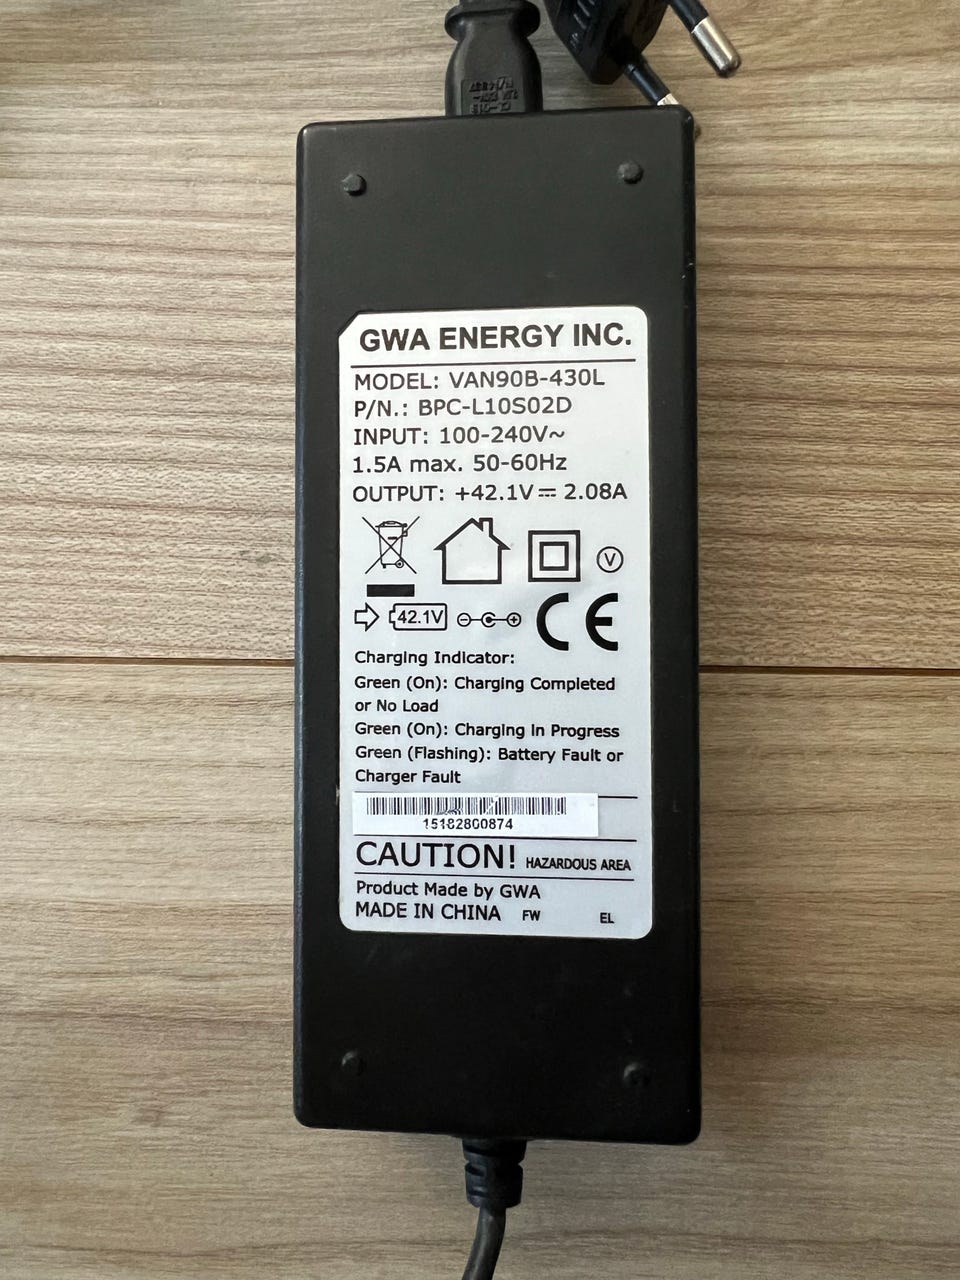 GWA ENERGY INC.
MODEL: VAN90B-430L
P/N.: BPC-L10S02D
INPUT: 100-240V~
1.5A max. 50-60Hz
OUTPUT: +42.1V⎓ 2.08A
V
42.1V
CE
Charging Indicator:
Green (On): Charging Completed
or No Load
Green (On): Charging in Progress
Green (Flashing): Battery Fault or
Charger Fault
15182800874
CAUTION! HAZARDOUS AREA
Product Made by GWA
MADE IN CHINA FW EL